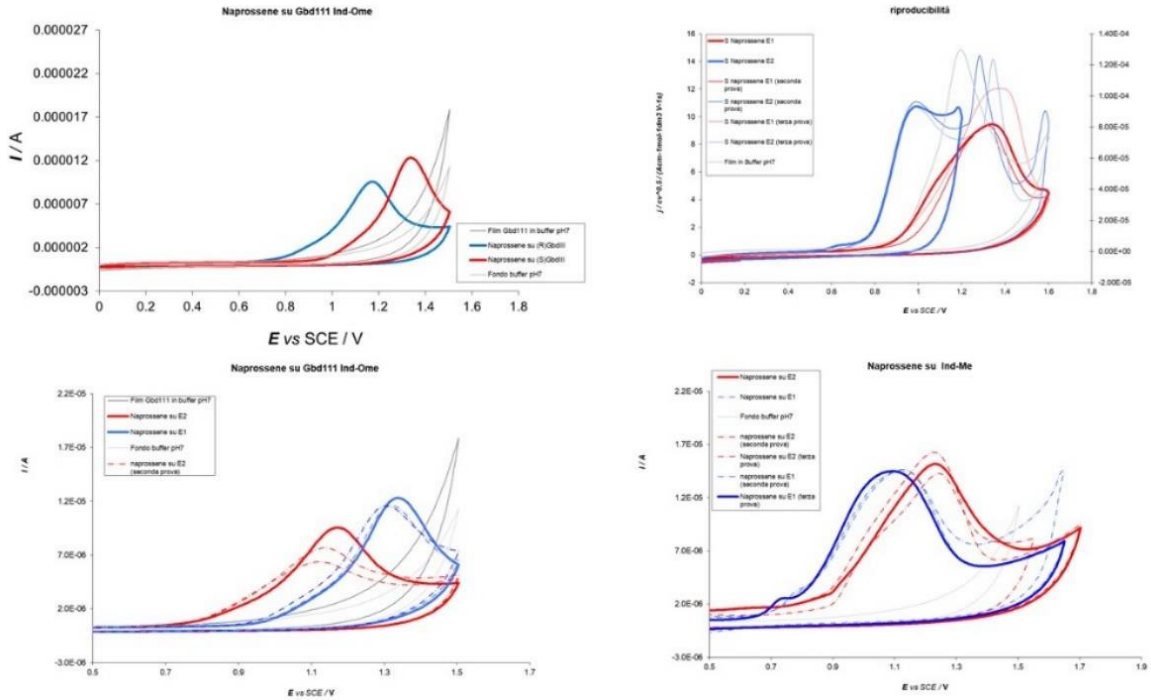 Naprossene su Gbd111 Ind-Ome
I / A
0.000027
0.000022
0.000017
0.000012
0.000007
0.000002
-0.000003
0 0.2 0.4 0.6 0.8 1 1.2 1.4 1.6 1.8
E vs SCE / V
Film Gbd111 in buffer pH7
Naprossene su (R)GbdIII
Naprossene su (S)GbdIII
Fondo buffer pH7
riproducibilità
16
14
12
10
8
6
4
2
0
-2
S Naprossene E1
S Naprossene E2
S naprossene E1 (seconda
prova)
S naprossene E2 (seconda
prova)
S Naprossene E1 (terza prova)
S Naprossene E2 (terza prova)
Film in Buffer pH7
1.40E-04
1.20E-04
1.00E-04
8.00E-05
6.00E-05
4.00E-05
2.00E-05
0.00E+00
-2.00E-05
0 0.2 0.4 0.6 0.8 1 1.2 1.4 1.6 1.8
E vs SCE / V
Naprossene su Gbd111 Ind-Ome
2.2E-05
1.7E-05
1.2E-05
7.0E-06
2.0E-06
-3.0E-06
I / A
Film Gbd111 in buffer pH7
Naprossene su E2
Naprossene su E1
Fondo buffer pH7
naprossene su E2
(seconda prova)
0.5 0.7 0.9 1.1 1.3 1.5 1.7
E vs SCE / V
Naprossene su Ind-Me
2.2E-05
1.7E-05
1.2E-05
7.0E-06
2.0E-06
-3.0E-06
I / A
Naprossene su E2
Naprossene su E1
Fondo buffer pH7
naprossene su E2
(seconda prova)
Naprossene su E2 (terza
prova)
naprossene su E1
(seconda prova)
Naprossene su E1 (terza
prova)
0.5 0.7 0.9 1.1 1.3 1.5 1.7 1.9
E vs SCE / V